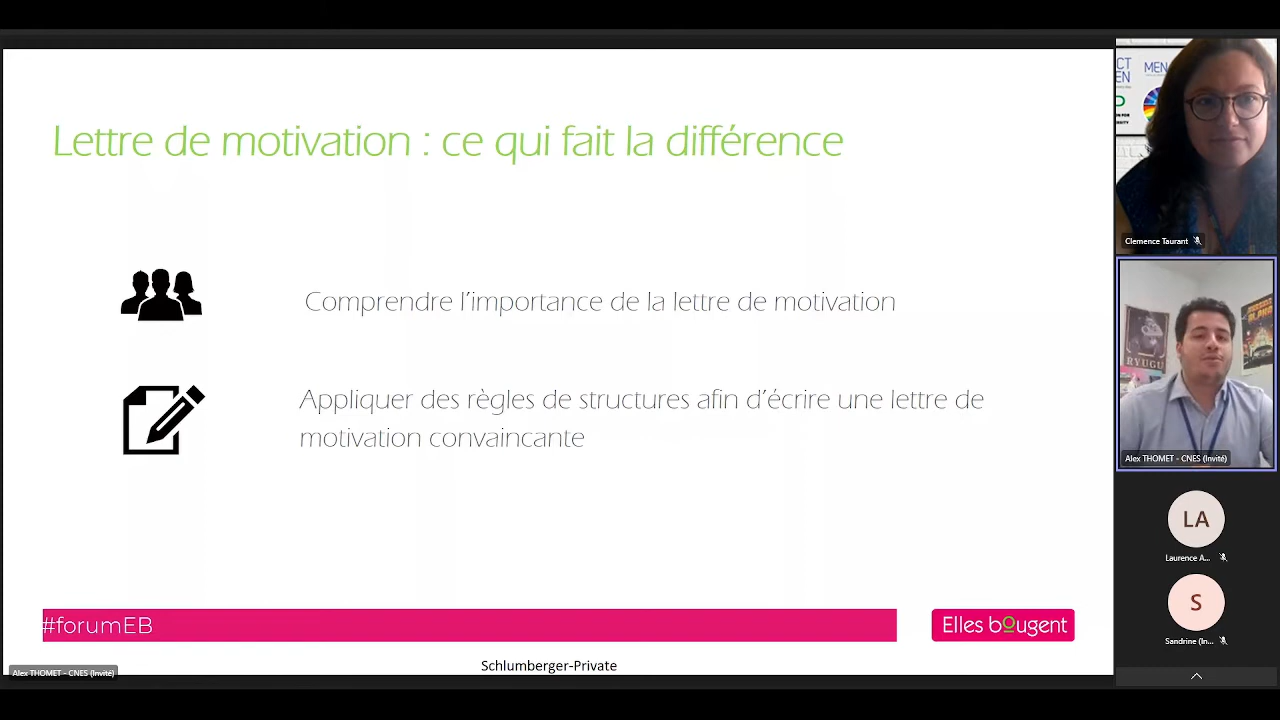 Lettre de motivation : ce qui fait la différence
Comprendre l'importance de la lettre de motivation
Appliquer des règles de structures afin d'écrire une lettre de
motivation convaincante
#forumEB
Elles bougent
Schlumberger-Private
Alex THOMET - CNES (Invité)
MEN
Clemence Taurant
RYUGU
Alex THOMET - CNES (Invité)
LA
Laurence A...
S
Sandrine (In...